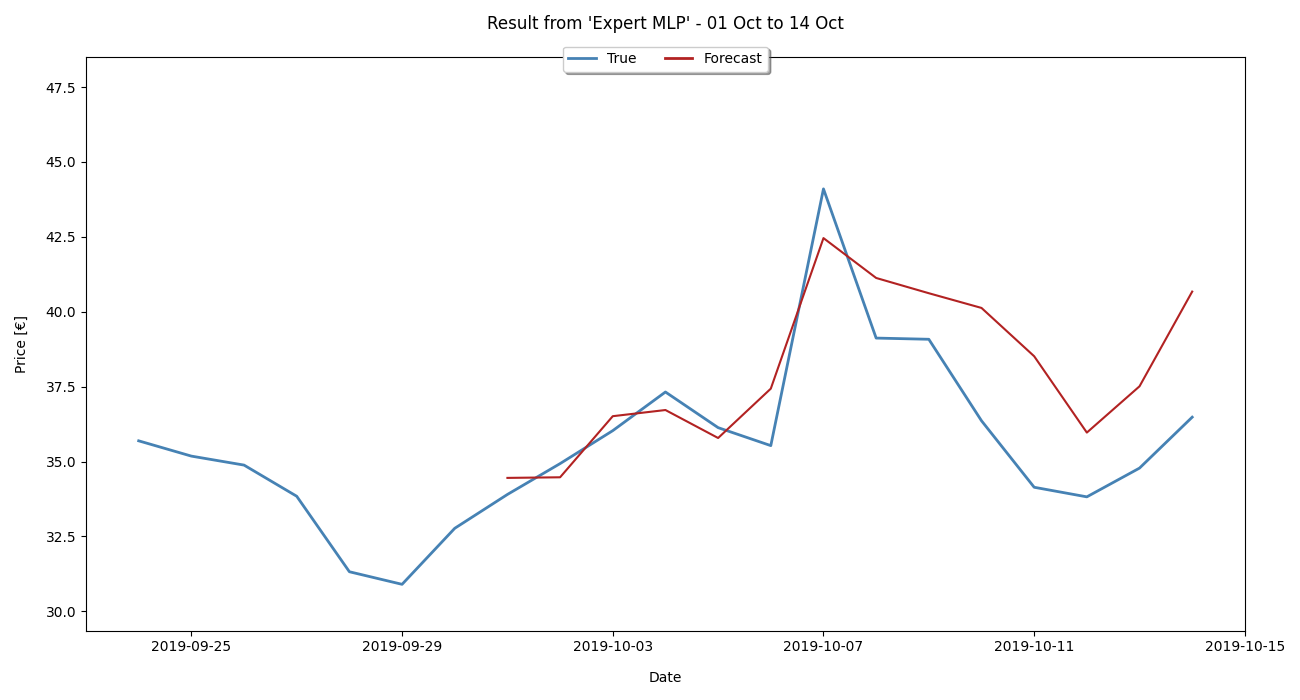 Result from 'Expert MLP' - 01 Oct to 14 Oct
True Forecast
47.5
45.0
42.5
40.0
37.5
35.0
32.5
30.0
Price [€]
2019-09-25 2019-09-29 2019-10-03 2019-10-07 2019-10-11 2019-10-15
Date